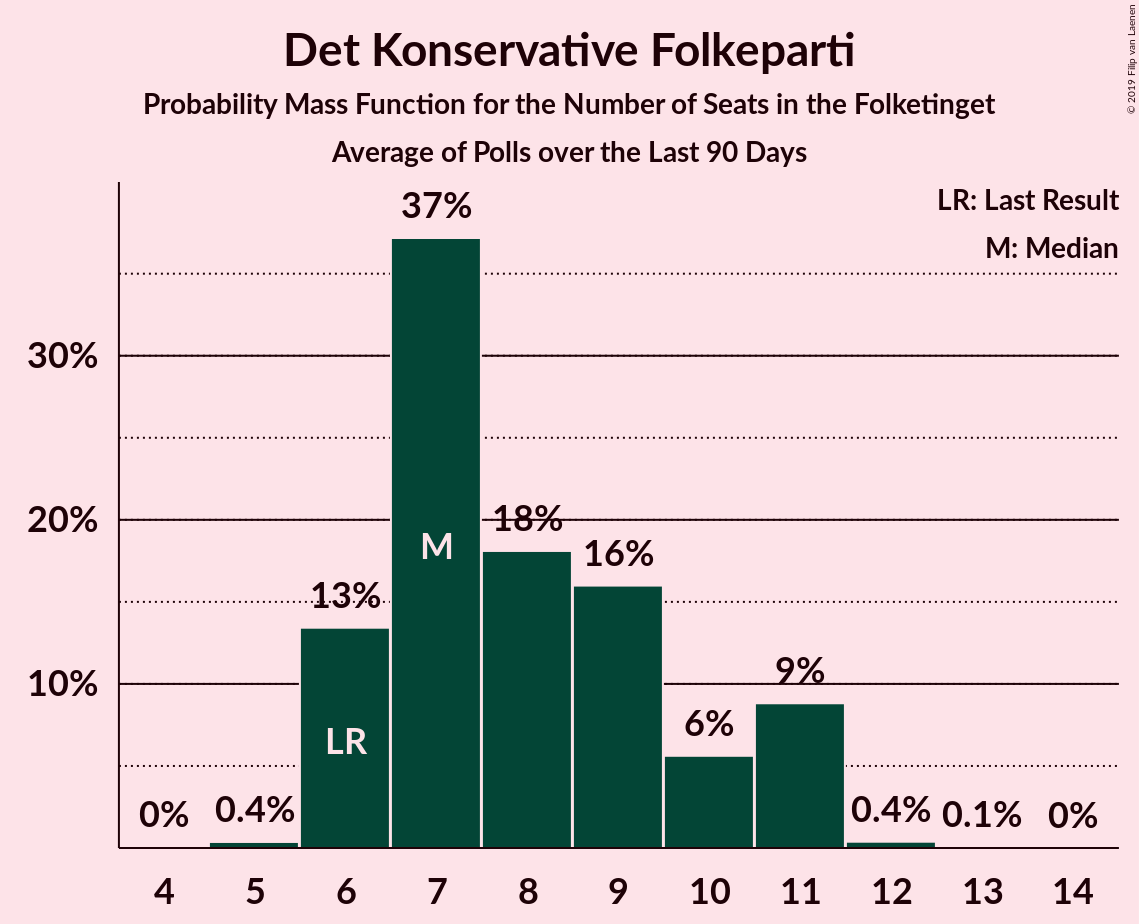 Det Konservative Folkeparti
Probability Mass Function for the Number of Seats in the Folketinget
Average of Polls over the Last 90 Days
© 2019 Filip van Laenen
LR: Last Result
M: Median
30%
20%
10%
0%
0.4%
13%
37%
18%
16%
6%
9%
0.4%
0.1%
0%
LR
M
4 5 6 7 8 9 10 11 12 13 14